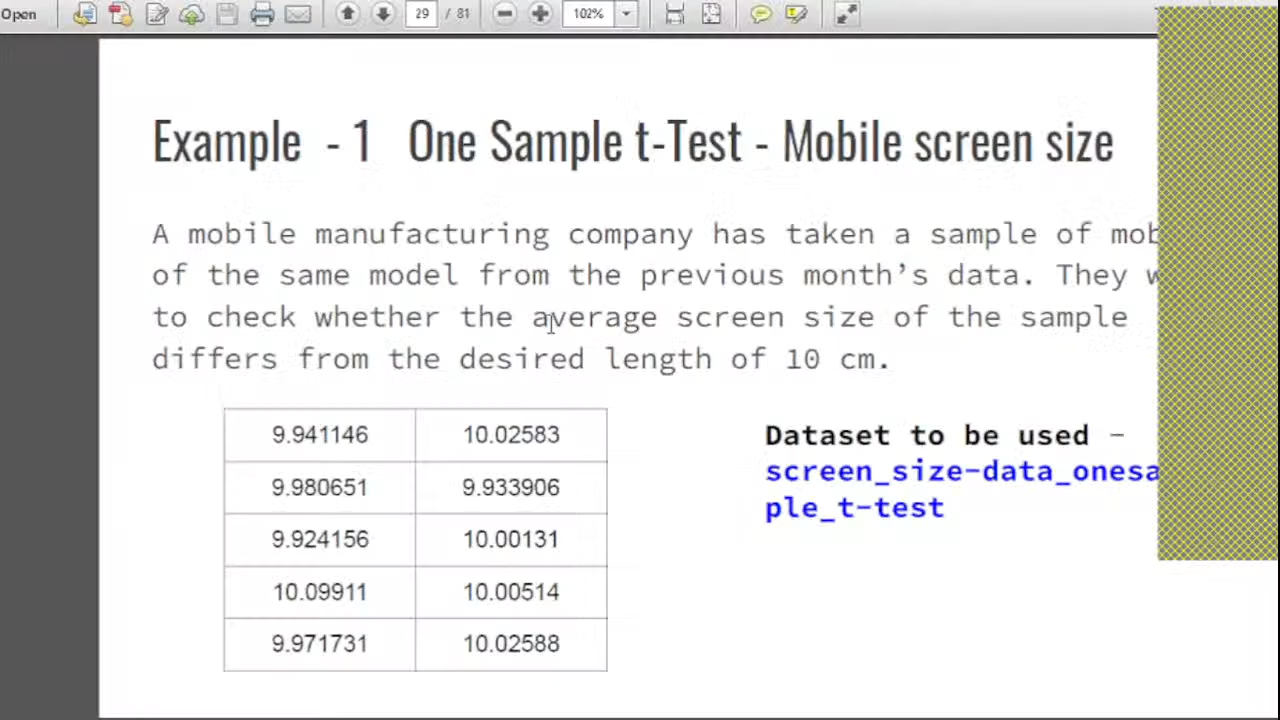 Open 29 / 81 102%
Example - 1 One Sample t-Test - Mobile screen size
A mobile manufacturing company has taken a sample of
of the same model from the previous month’s data. They
to check whether the average screen size of the sample
differs from the desired length of 10 cm.
9.941146 10.02583
9.980651 9.933906
9.924156 10.00131
10.09911 10.00514
9.971731 10.02588
Dataset to be used -
screen_size-data_onesa
ple_t-test